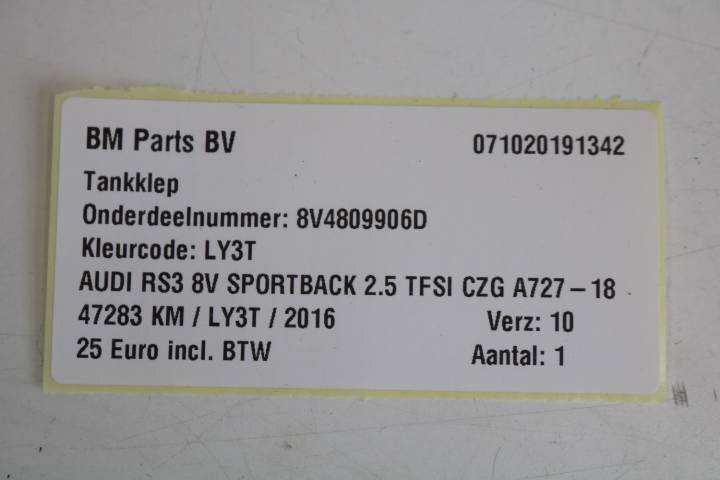 BM Parts BV 071020191342
Tankklep
Onderdeelnummer: 8V4809906D
Kleurcode: LY3T
AUDI RS3 8V SPORTBACK 2.5 TFSI CZG A727-18
47283 KM / LY3T / 2016 Verz: 10
25 Euro incl. BTW Aantal: 1